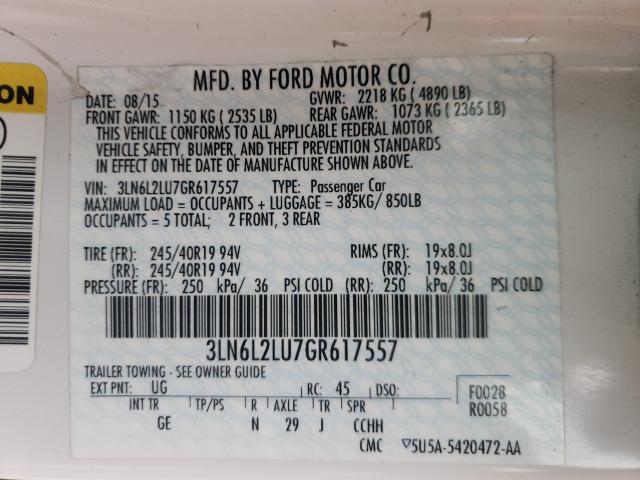 ON
MFD. BY FORD MOTOR CO.
DATE: 08/15 GVWR: 2218 KG ( 4890 LB)
FRONT GAWR: 1150 KG ( 2535 LB) REAR GAWR: 1073 KG ( 2365 LB)
THIS VEHICLE CONFORMS TO ALL APPLICABLE FEDERAL MOTOR
VEHICLE SAFETY, BUMPER, AND THEFT PREVENTION STANDARDS
IN EFFECT ON THE DATE OF MANUFACTURE SHOWN ABOVE.
VIN: 3LN6L2LU7GR617557 TYPE: Passenger Car
MAXIMUM LOAD = OCCUPANTS + LUGGAGE = 385KG/ 850LB
OCCUPANTS = 5 TOTAL; 2 FRONT, 3 REAR
TIRE (FR): 245/40R19 94V RIMS (FR): 19x8.0J
(RR): 245/40R19 94V (RR): 19x8.0J
PRESSURE (FR): 250 kPa/ 36 PSI COLD (RR): 250 kPa/ 36 PSI COLD
3LN6L2LU7GR617557
TRAILER TOWING - SEE OWNER GUIDE
EXT PNT: UG RC: 45 DSO: F0028
R0058
INT TR TP/PS R AXLE TR SPR
GE N 29 J CCHH
CMC ▽5U5A-5420472-AA